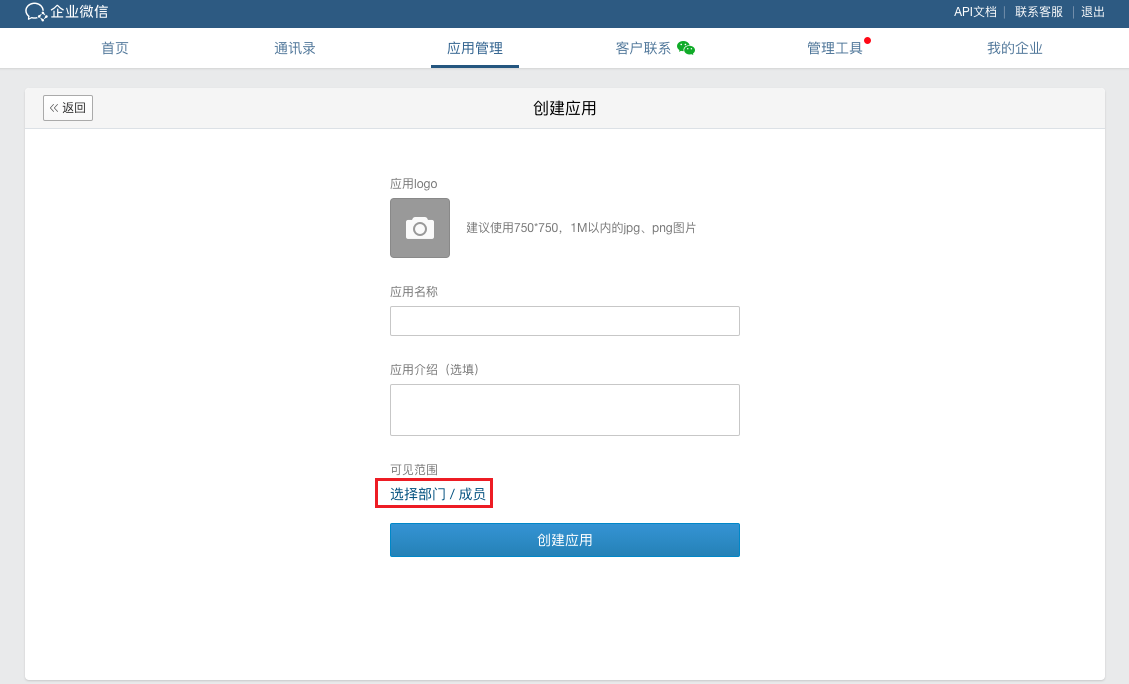 企业微信
API文档 联系客服 退出
首页 通讯录 应用管理 客户联系 管理工具 我的企业
« 返回 创建应用
应用logo
建议使用750*750，1M以内的jpg、png图片
应用名称
应用介绍（选填）
可见范围
选择部门 / 成员
创建应用